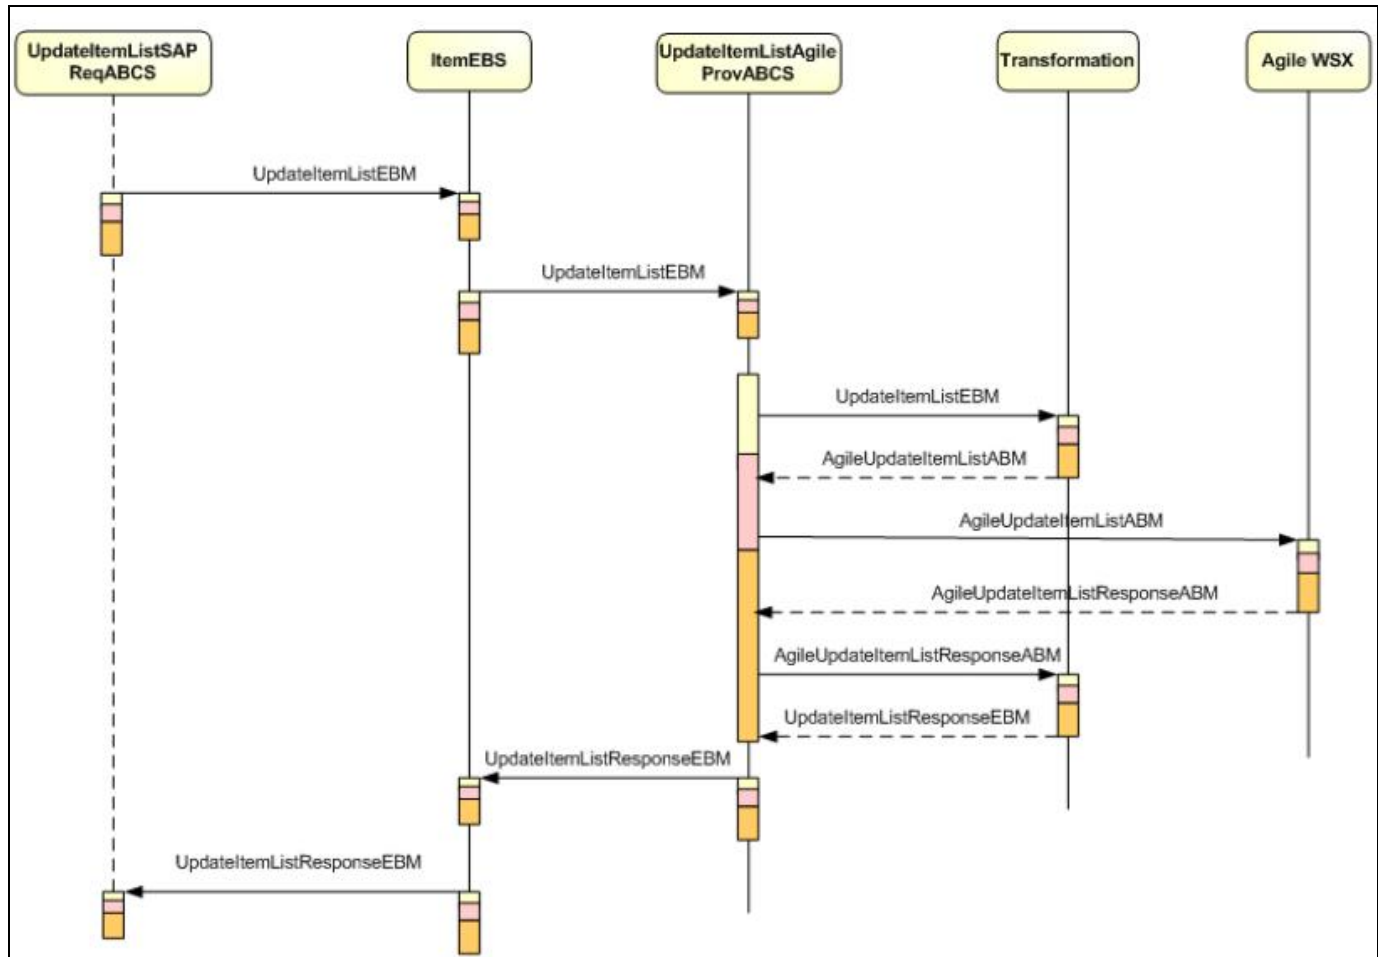 UpdateItemListSAP
ReqABCS
ItemEBS
UpdateItemListAgile
ProvABCS
Transformation
Agile WSX
UpdateItemListEBM
UpdateItemListEBM
UpdateItemListEBM
AgileUpdateItemListABM
AgileUpdateItemListABM
AgileUpdateItemListResponseABM
AgileUpdateItemListResponseABM
UpdateItemListResponseEBM
UpdateItemListResponseEBM
UpdateItemListResponseEBM